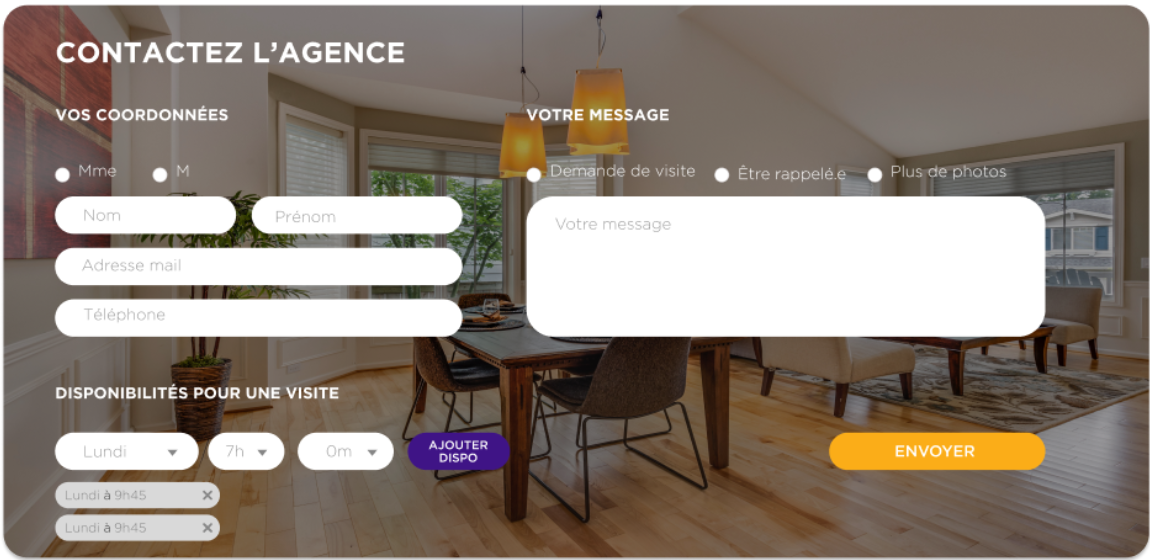 CONTACTEZ L'AGENCE
VOS COORDONNÉES
Mme M
Nom Prénom
Adresse mail
Téléphone
VOTRE MESSAGE
Demande de visite Être rappelé.e Plus de photos
Votre message
DISPONIBILITÉS POUR UNE VISITE
Lundi 7h 0m AJOUTER
DISPO
Lundi à 9h45
Lundi à 9h45
ENVOYER